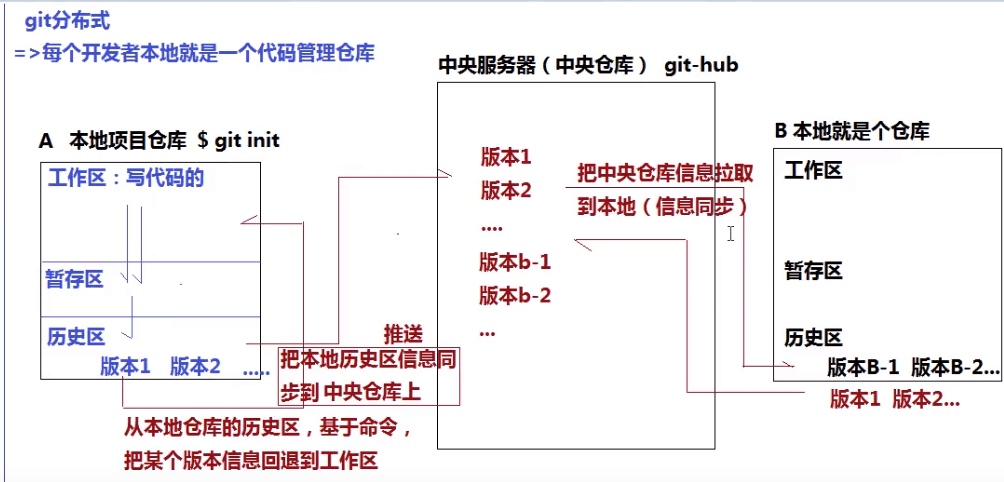 git分布式
=>每个开发者本地就是一个代码管理仓库
中央服务器（中央仓库） git-hub
A 本地项目仓库 $ git init
B 本地就是个仓库
工作区：写代码的
暂存区
历史区
版本1 版本2 .....
推送
把本地历史区信息同
步到 中央仓库上
从本地仓库的历史区，基于命令，
把某个版本信息回退到工作区
版本1
版本2
....
版本b-1
版本b-2
...
把中央仓库信息拉取
到本地（信息同步）
工作区
暂存区
历史区
版本B-1 版本B-2...
版本1 版本2...